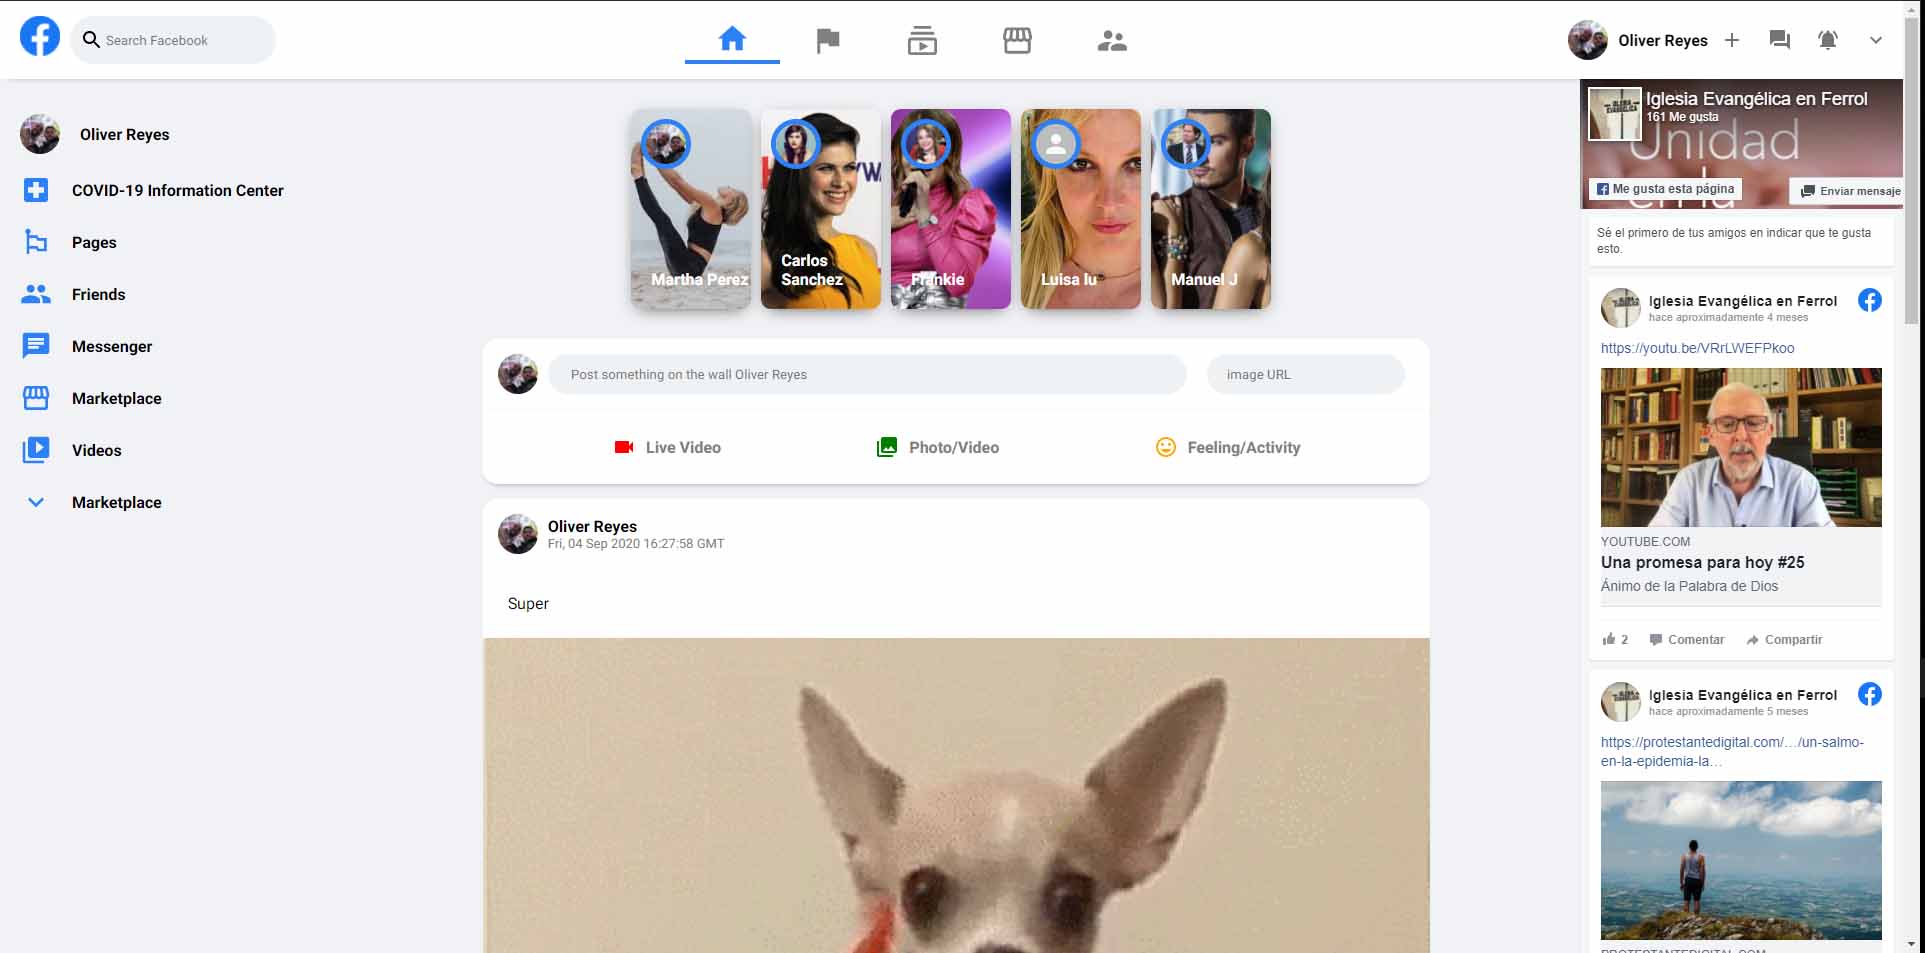 Search Facebook
Oliver Reyes
Oliver Reyes
COVID-19 Information Center
Pages
Friends
Messenger
Marketplace
Videos
Marketplace
Martha Perez
Carlos
Sanchez
Frankie
Luisa lu
Manuel J
Post something on the wall Oliver Reyes
image URL
Live Video
Photo/Video
Feeling/Activity
Oliver Reyes
Fri, 04 Sep 2020 16:27:58 GMT
Super
Iglesia Evangélica en Ferrol
161 Me gusta
Unidad
en la
Me gusta esta página
Enviar mensaje
Sé el primero de tus amigos en indicar que te gusta
esto.
Iglesia Evangélica en Ferrol
hace aproximadamente 4 meses
https://youtu.be/VRrLWEFPkoo
YOUTUBE.COM
Una promesa para hoy #25
Ánimo de la Palabra de Dios
2
Comentar
Compartir
Iglesia Evangélica en Ferrol
hace aproximadamente 5 meses
https://protestantedigital.com/…/un-salmo-
en-la-epidemia-la…
PROTESTANTEDIGITAL.COM